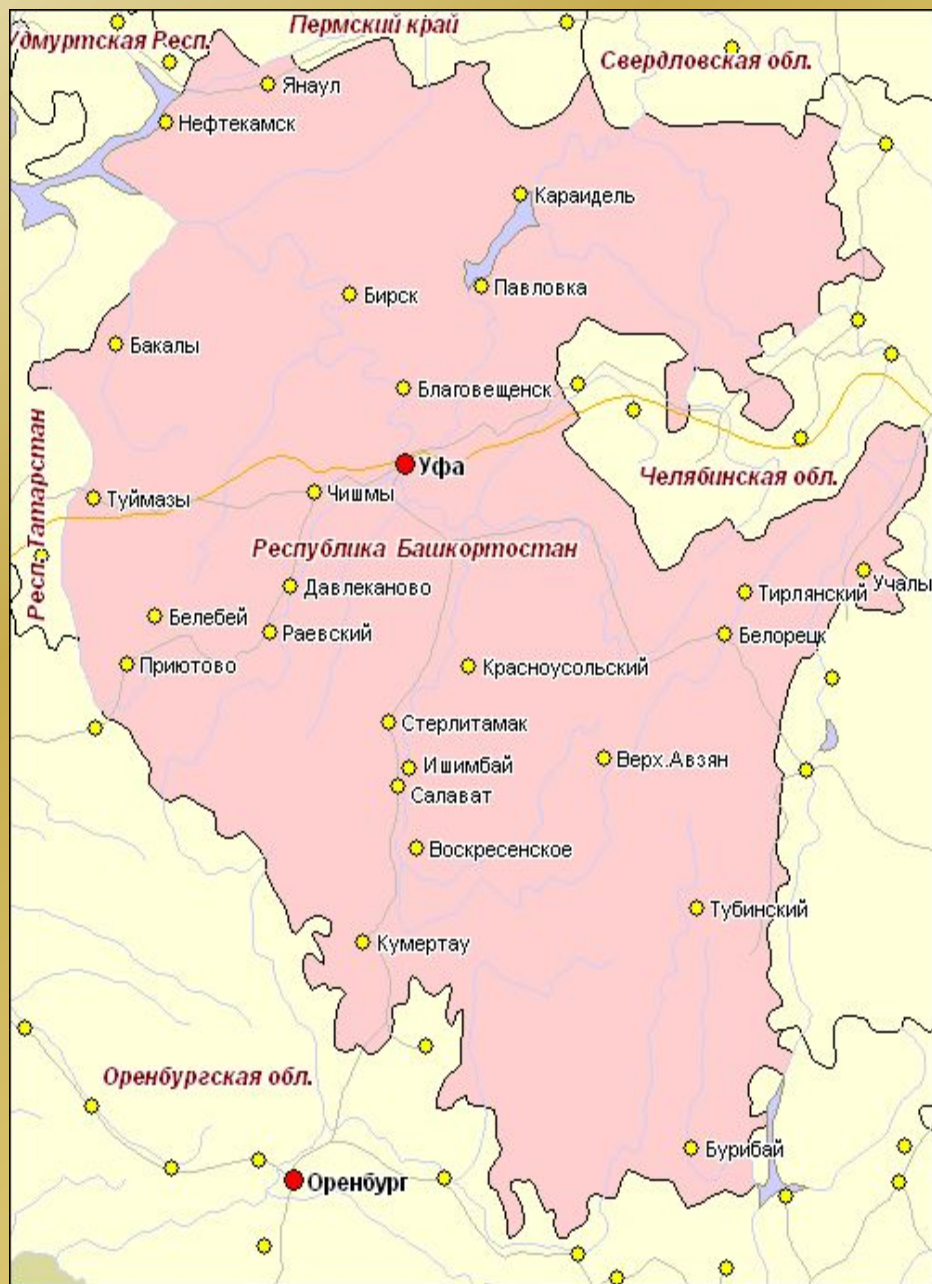 Пермский край
Удмуртская Респ.
Свердловская обл.
Янаул
Нефтекамск
Караидель
Павловка
Бирск
Бакалы
Благовещенск
Уфа
Челябинская обл.
Туймазы
Чишмы
Респ. Татарстан
Республика Башкортостан
Учалы
Давлеканово
Тирлянский
Белебей
Раевский
Белорецк
Приютово
Красноусольский
Стерлитамак
Верх.Авзян
Ишимбай
Салават
Воскресенское
Тубинский
Кумертау
Оренбургская обл.
Бурибай
Оренбург